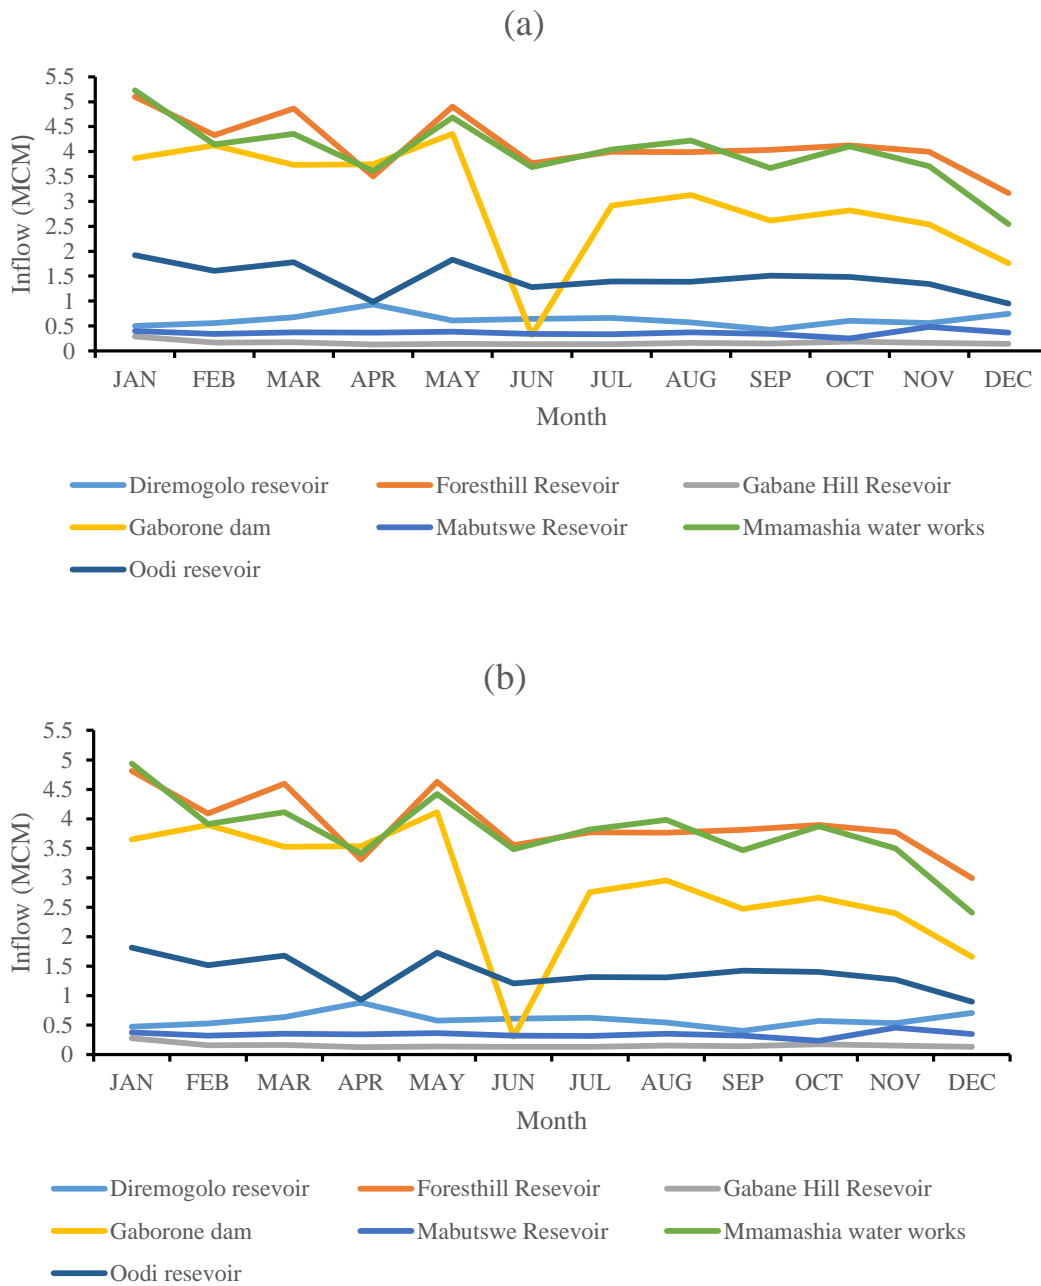 (a)
5.5
5
4.5
4
3.5
3
2.5
2
1.5
1
0.5
0
Inflow (MCM)
JAN FEB MAR APR MAY JUN JUL AUG SEP OCT NOV DEC
Month
Diremogolo resevoir Foresthill Resevoir Gabane Hill Resevoir
Gaborone dam Mabutswe Resevoir Mmamashia water works
Oodi resevoir
(b)
5.5
5
4.5
4
3.5
3
2.5
2
1.5
1
0.5
0
Inflow (MCM)
JAN FEB MAR APR MAY JUN JUL AUG SEP OCT NOV DEC
Month
Diremogolo resevoir Foresthill Resevoir Gabane Hill Resevoir
Gaborone dam Mabutswe Resevoir Mmamashia water works
Oodi resevoir